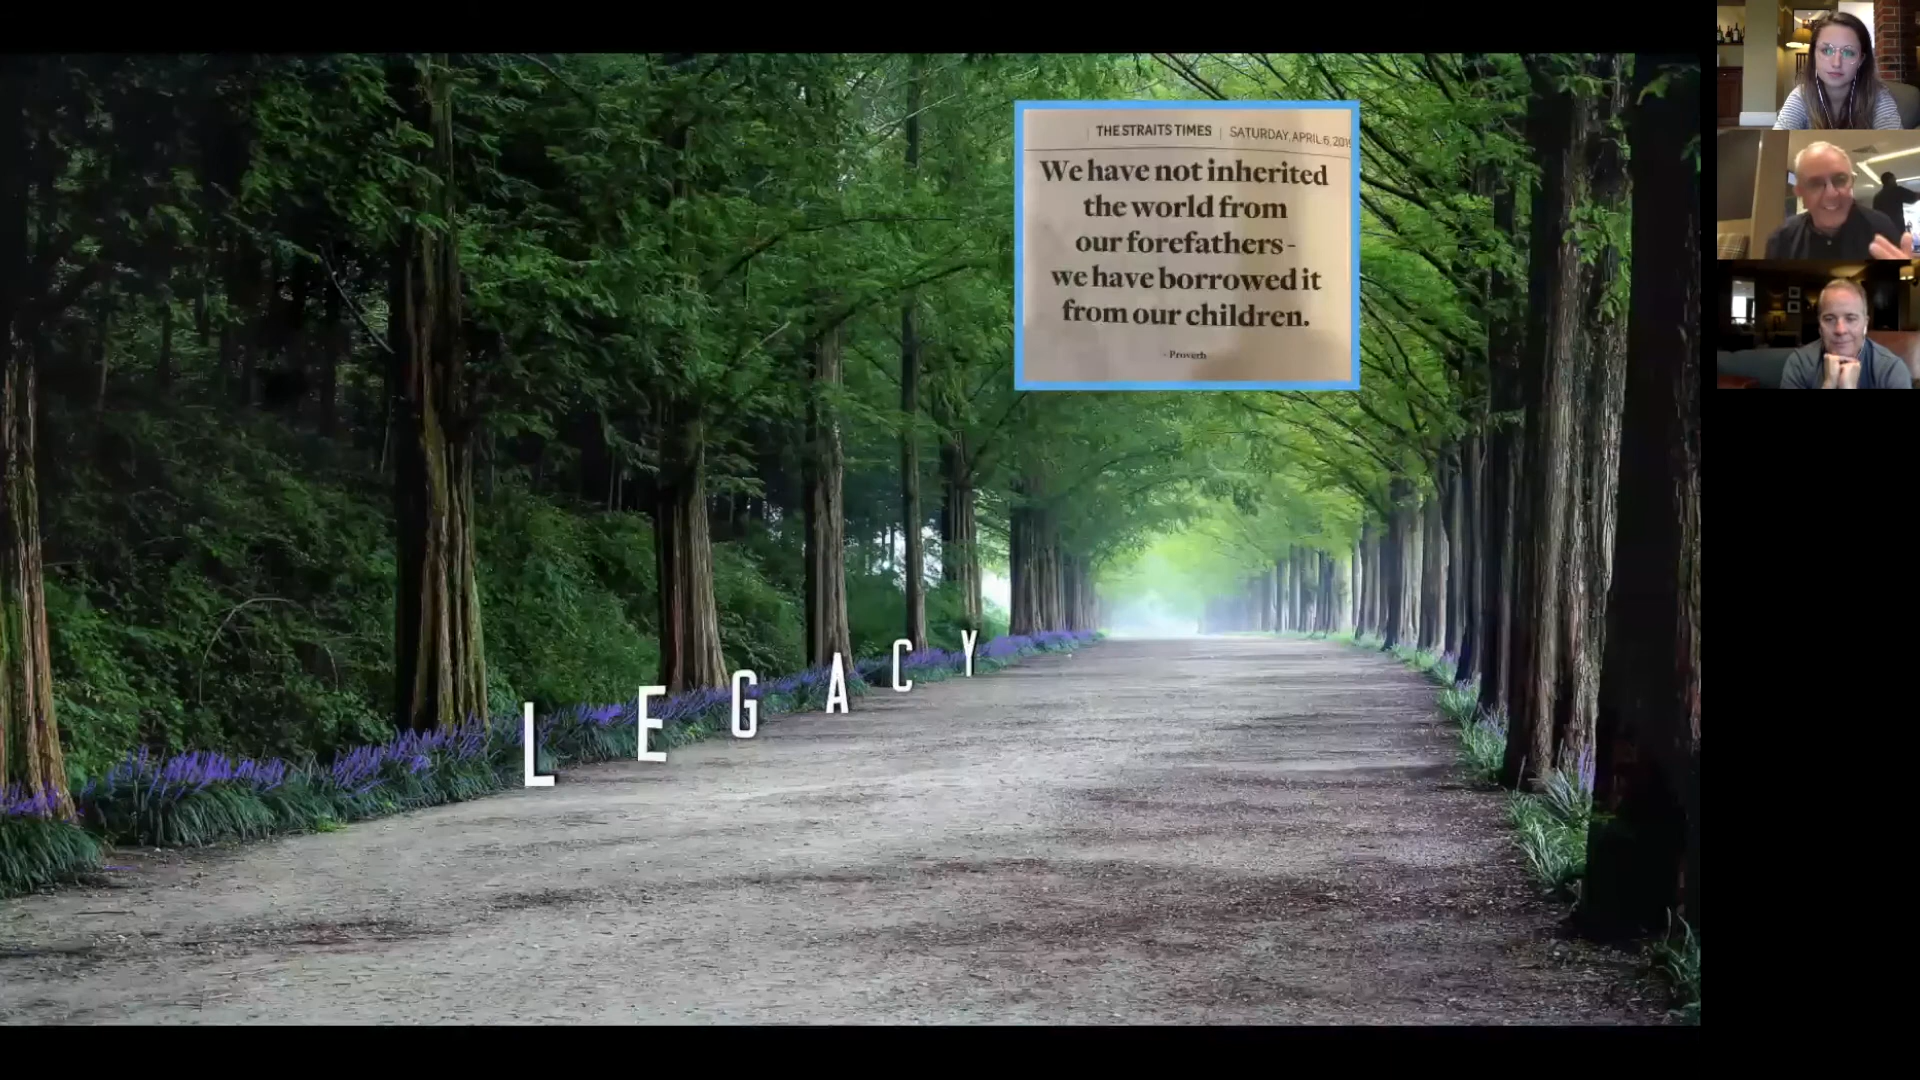 THE STRAITS TIMES | SATURDAY, APRIL 6, 2019
We have not inherited
the world from
our forefathers -
we have borrowed it
from our children.
- Proverb
LEGACY